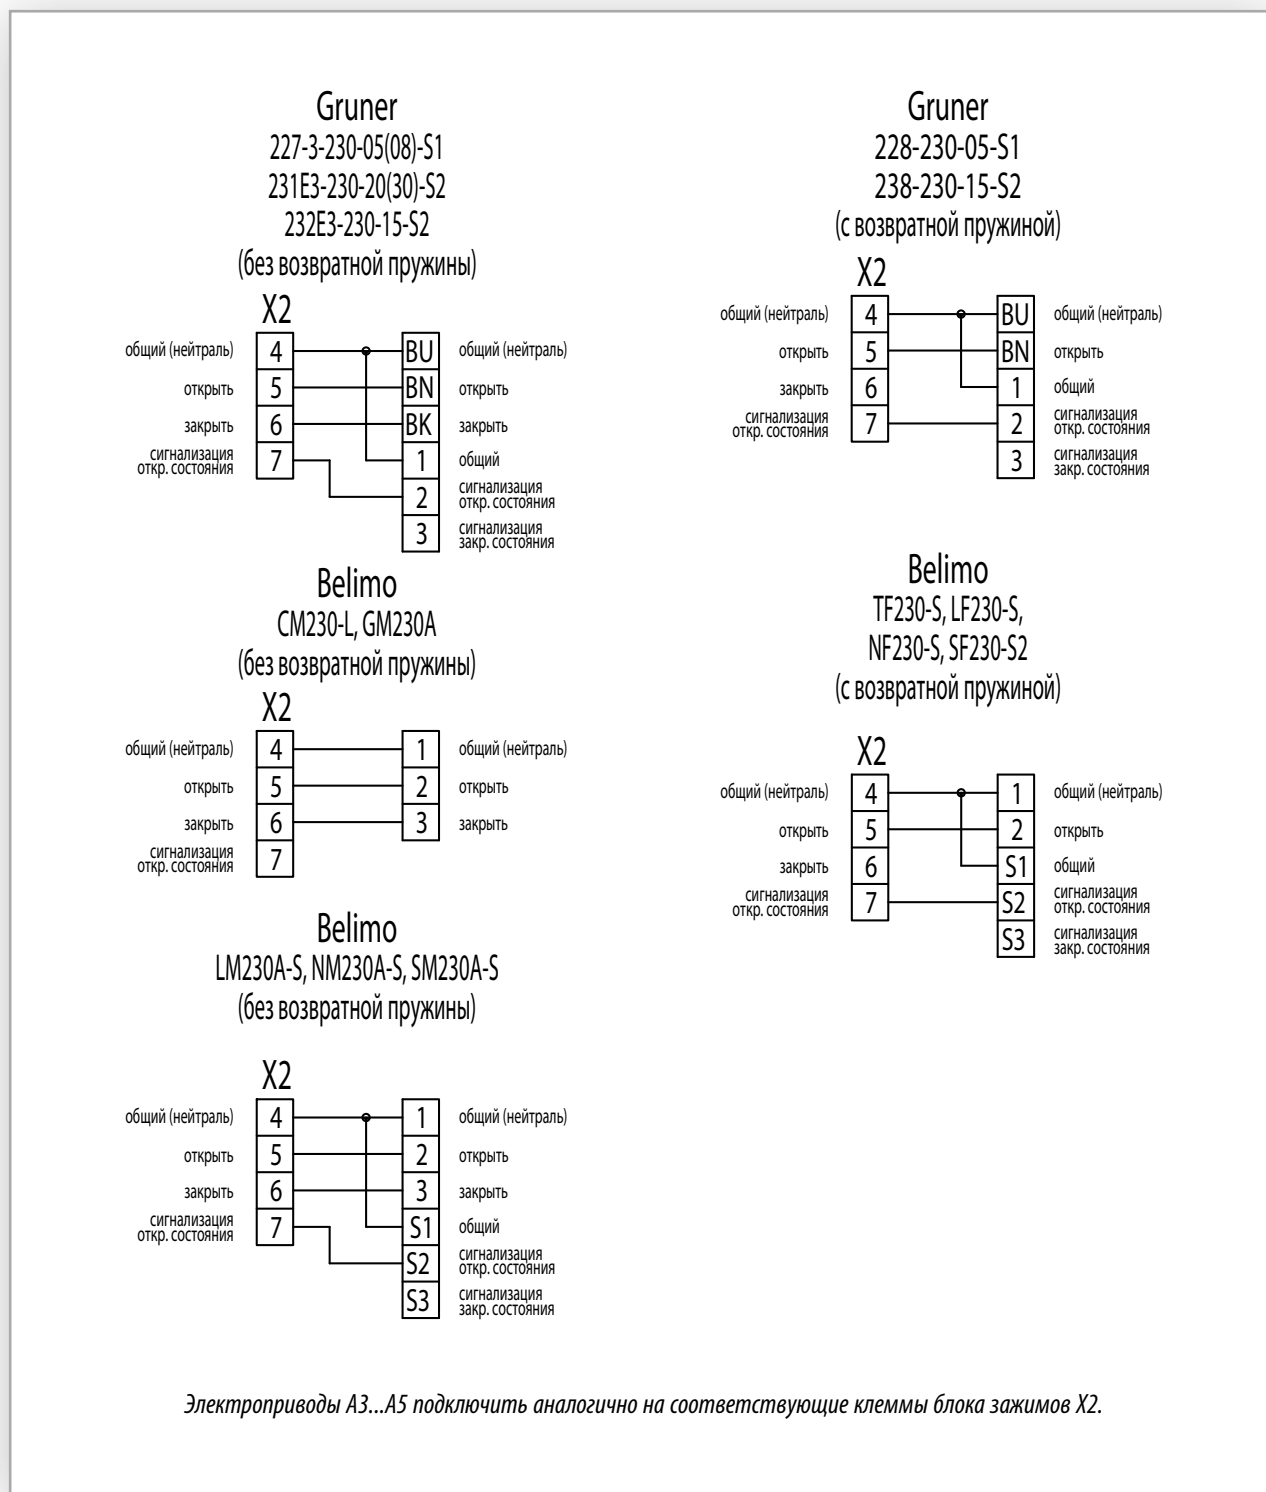 Gruner
227-3-230-05(08)-S1
231E3-230-20(30)-S2
232E3-230-15-S2
(без возвратной пружины)
X2
общий (нейтраль) 4 BU общий (нейтраль)
открыть 5 BN открыть
закрыть 6 BK закрыть
сигнализация
откр. состояния 7 1 общий
2 сигнализация
откр. состояния
3 сигнализация
закр. состояния
Belimo
CM230-L, GM230A
(без возвратной пружины)
X2
общий (нейтраль) 4 1 общий (нейтраль)
открыть 5 2 открыть
закрыть 6 3 закрыть
сигнализация
откр. состояния 7
Belimo
LM230A-S, NM230A-S, SM230A-S
(без возвратной пружины)
X2
общий (нейтраль) 4 1 общий (нейтраль)
открыть 5 2 открыть
закрыть 6 3 закрыть
сигнализация
откр. состояния 7 S1 общий
S2 сигнализация
откр. состояния
S3 сигнализация
закр. состояния
Gruner
228-230-05-S1
238-230-15-S2
(с возвратной пружиной)
X2
общий (нейтраль) 4 BU общий (нейтраль)
открыть 5 BN открыть
закрыть 6 1 общий
сигнализация
откр. состояния 7 2 сигнализация
откр. состояния
3 сигнализация
закр. состояния
Belimo
TF230-S, LF230-S,
NF230-S, SF230-S2
(с возвратной пружиной)
X2
общий (нейтраль) 4 1 общий (нейтраль)
открыть 5 2 открыть
закрыть 6 S1 общий
сигнализация
откр. состояния 7 S2 сигнализация
откр. состояния
S3 сигнализация
закр. состояния
Электроприводы А3...А5 подключить аналогично на соответствующие клеммы блока зажимов Х2.